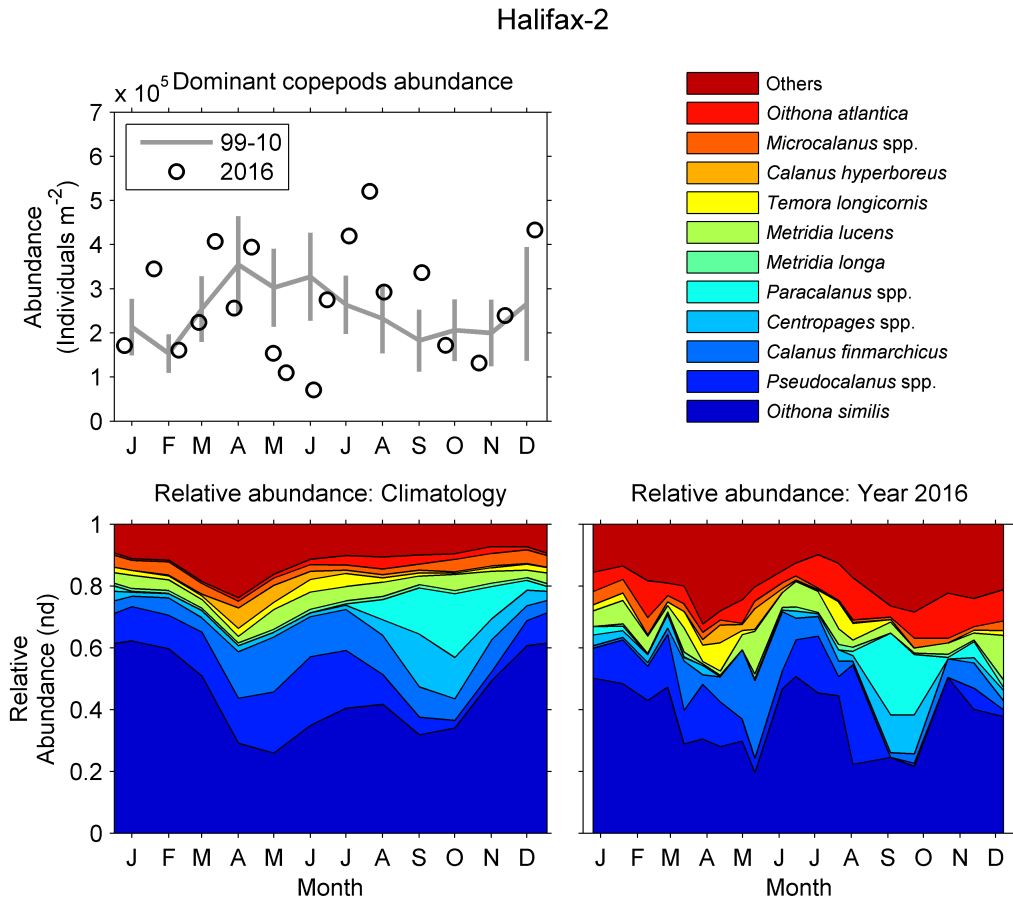 Halifax-2
x 10^5 Dominant copepods abundance
7
6
5
4
3
2
1
0
Abundance
(Individuals m^-2)
99-10
2016
J F M A M J J A S O N D
Others
Oithona atlantica
Microcalanus spp.
Calanus hyperboreus
Temora longicornis
Metridia lucens
Metridia longa
Paracalanus spp.
Centropages spp.
Calanus finmarchicus
Pseudocalanus spp.
Oithona similis
Relative abundance: Climatology
1
0.8
0.6
0.4
0.2
0
Relative
Abundance (nd)
J F M A M J J A S O N D
Month
Relative abundance: Year 2016
J F M A M J J A S O N D
Month